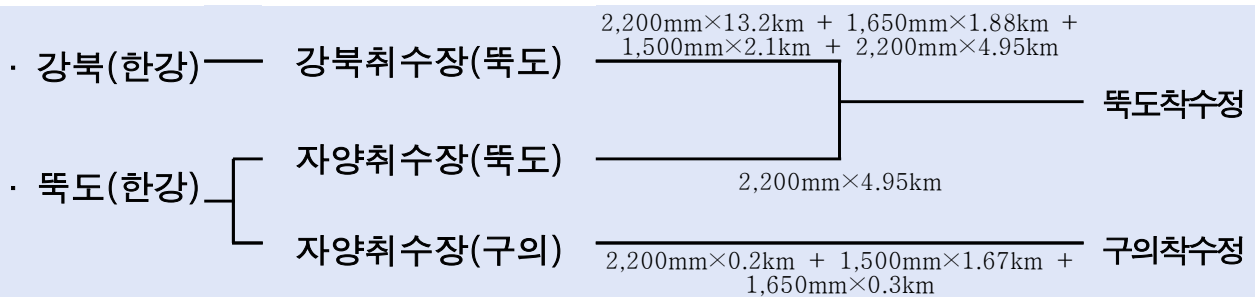 2,200mm×13.2km + 1,650mm×1.88km +
1,500mm×2.1km + 2,200mm×4.95km
· 강북(한강) 강북취수장(뚝도)
뚝도착수정
자양취수장(뚝도)
· 뚝도(한강)
2,200mm×4.95km
자양취수장(구의) 구의착수정
2,200mm×0.2km + 1,500mm×1.67km +
1,650mm×0.3km